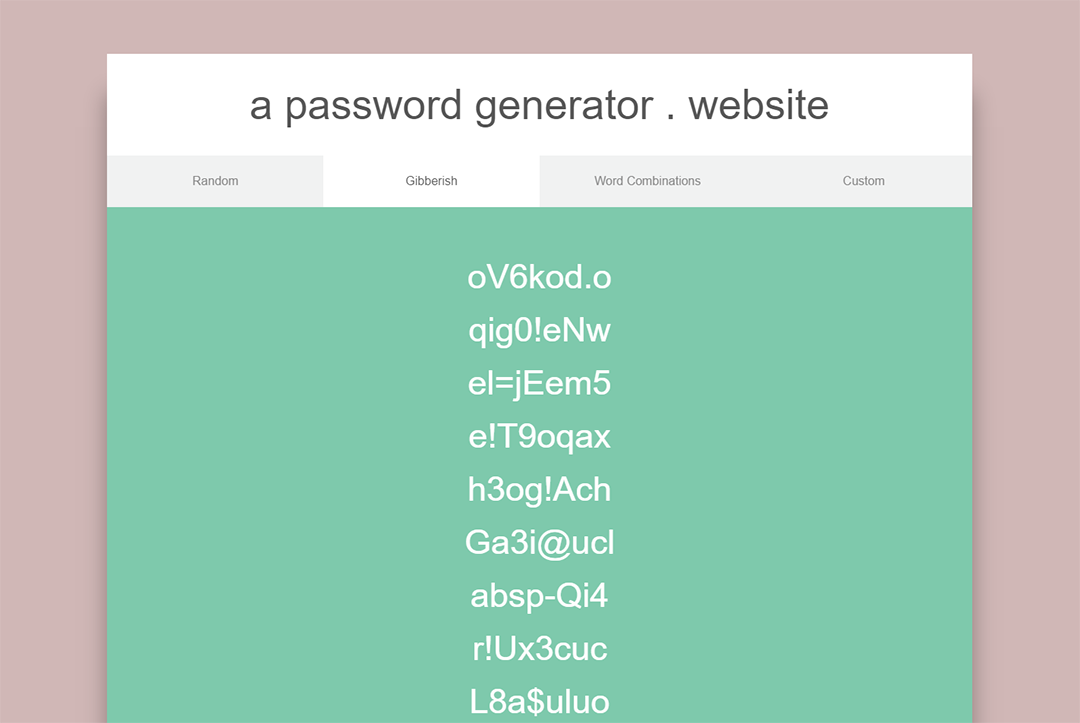 a password generator . website
Random Gibberish Word Combinations Custom
oV6kod.o
qig0!eNw
el=jEem5
e!T9oqax
h3og!Ach
Ga3i@ucl
absp-Qi4
r!Ux3cuc
L8a$uluo